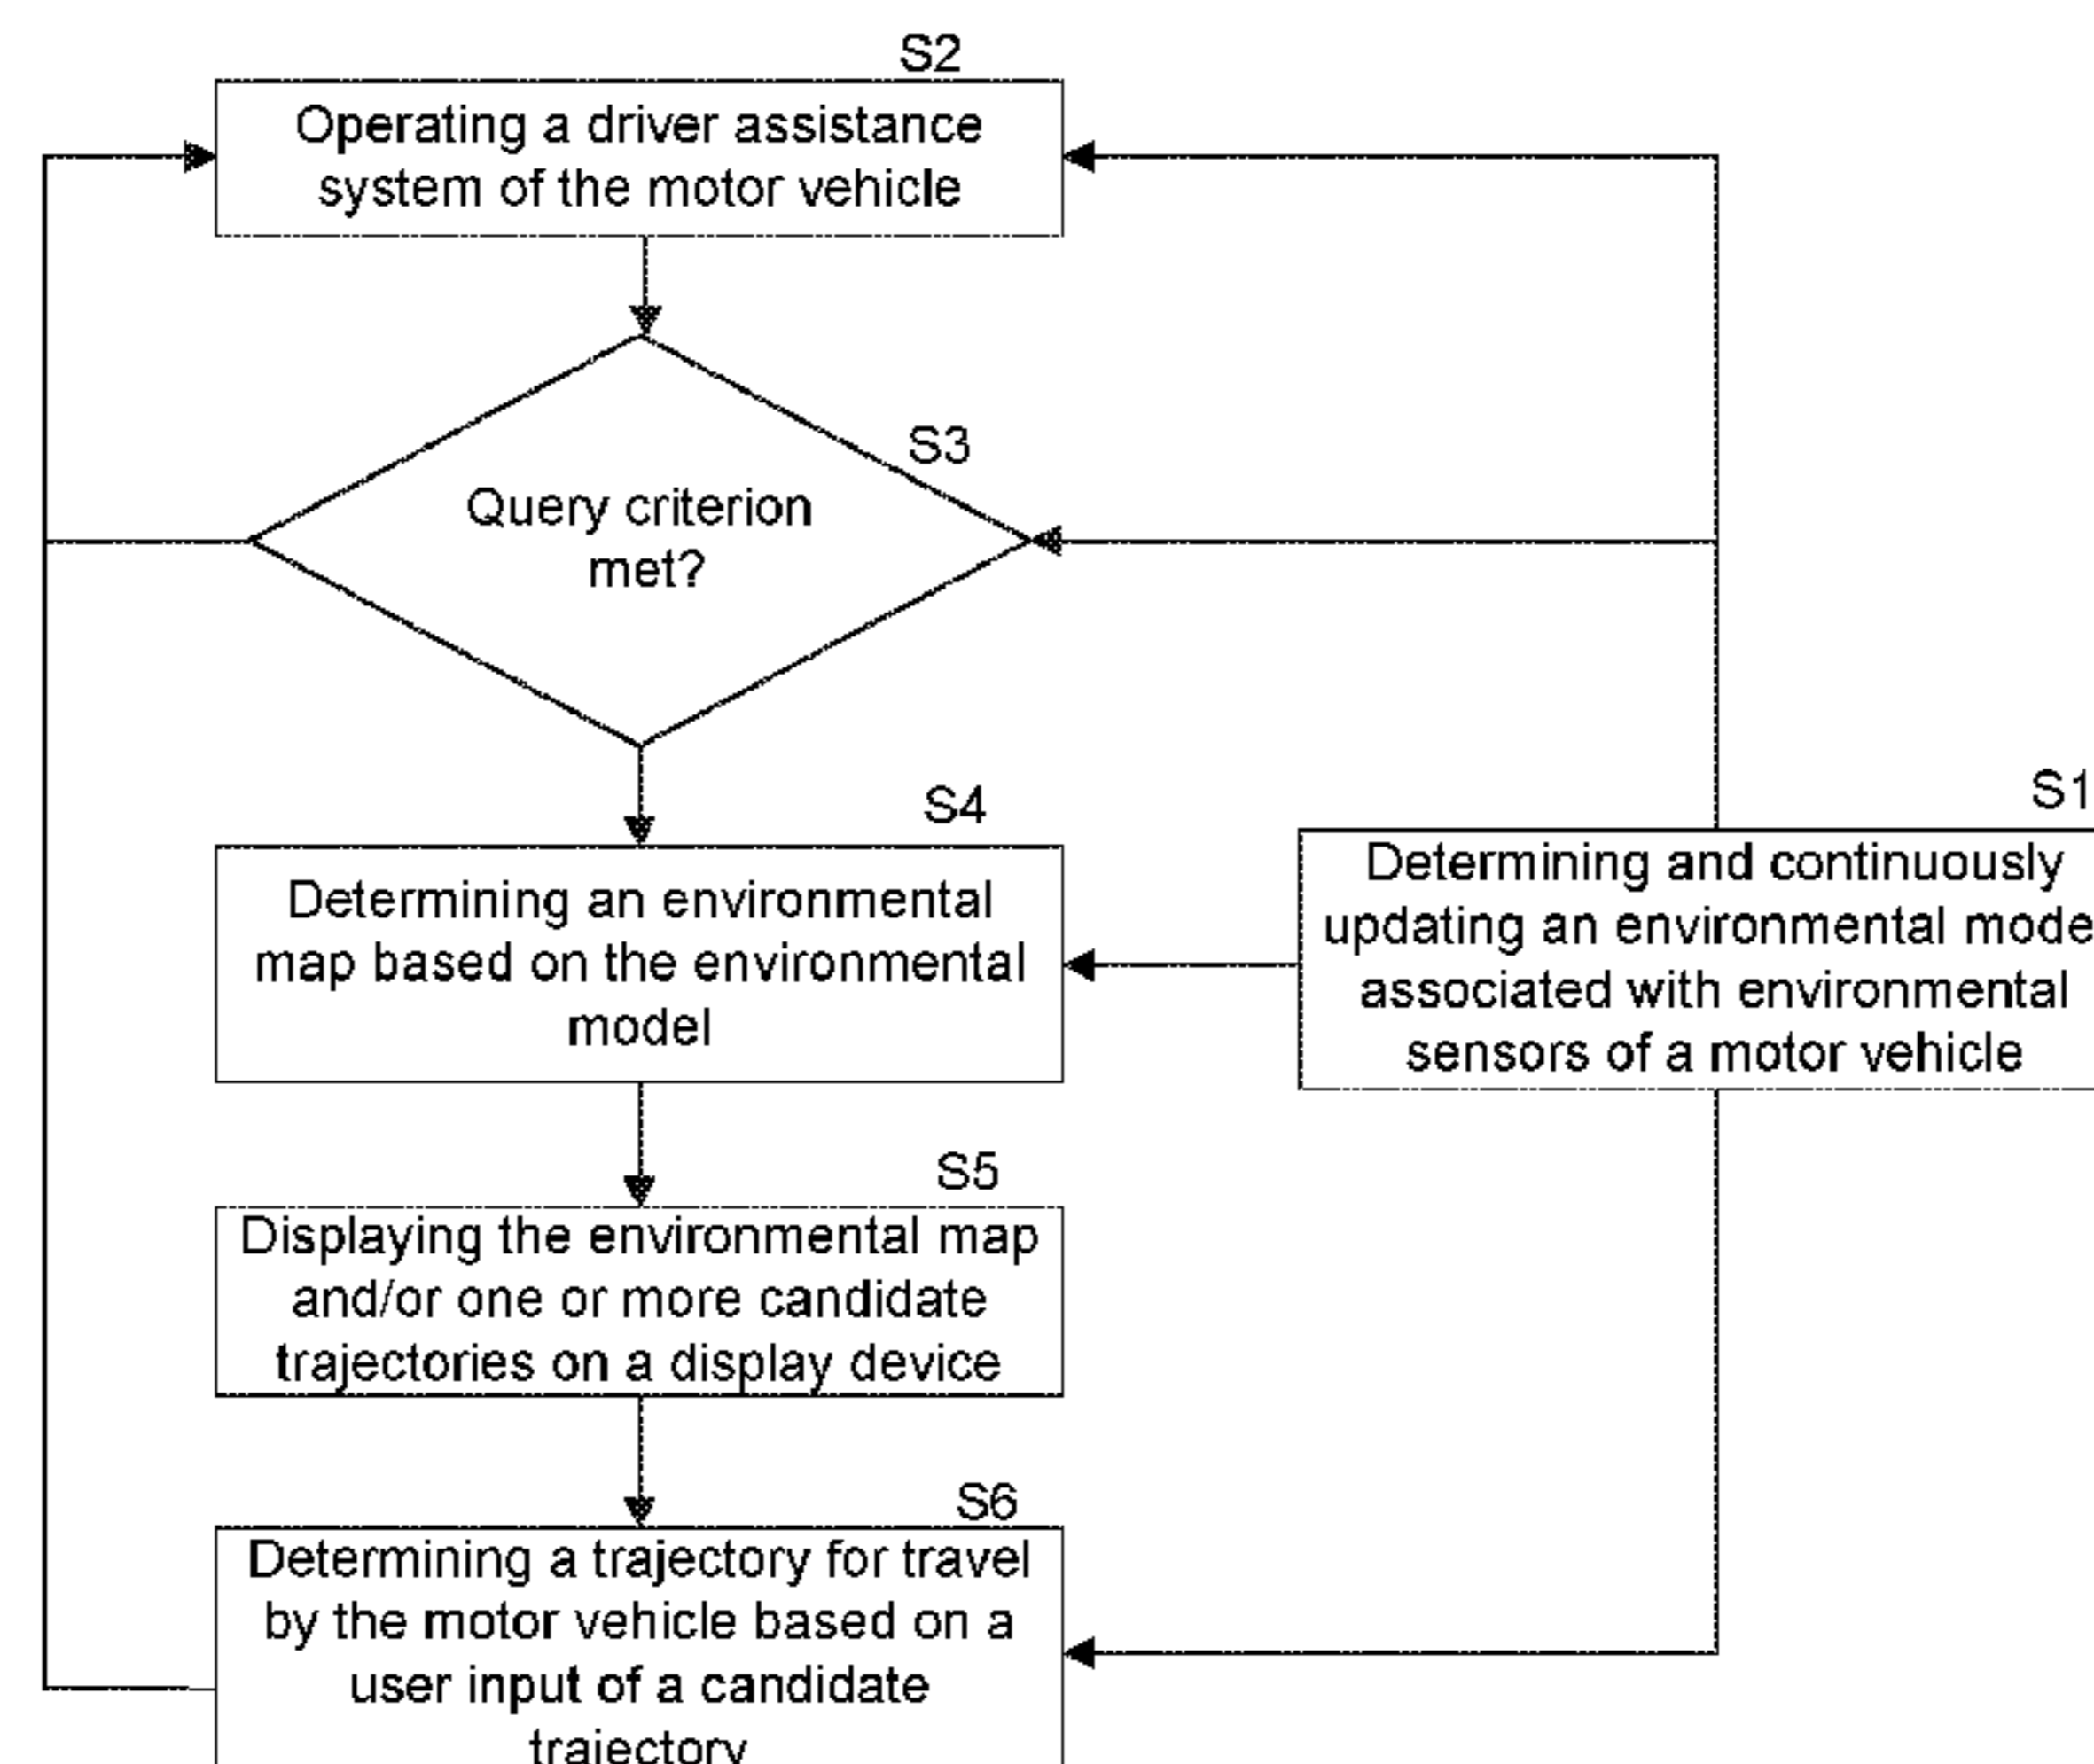 S2
Operating a driver assistance
system of the motor vehicle
S3
Query criterion
met?
S4
Determining an environmental
map based on the environmental
model
S1
Determining and continuously
updating an environmental mode
associated with environmental
sensors of a motor vehicle
S5
Displaying the environmental map
and/or one or more candidate
trajectories on a display device
S6
Determining a trajectory for travel
by the motor vehicle based on a
user input of a candidate
trajectory